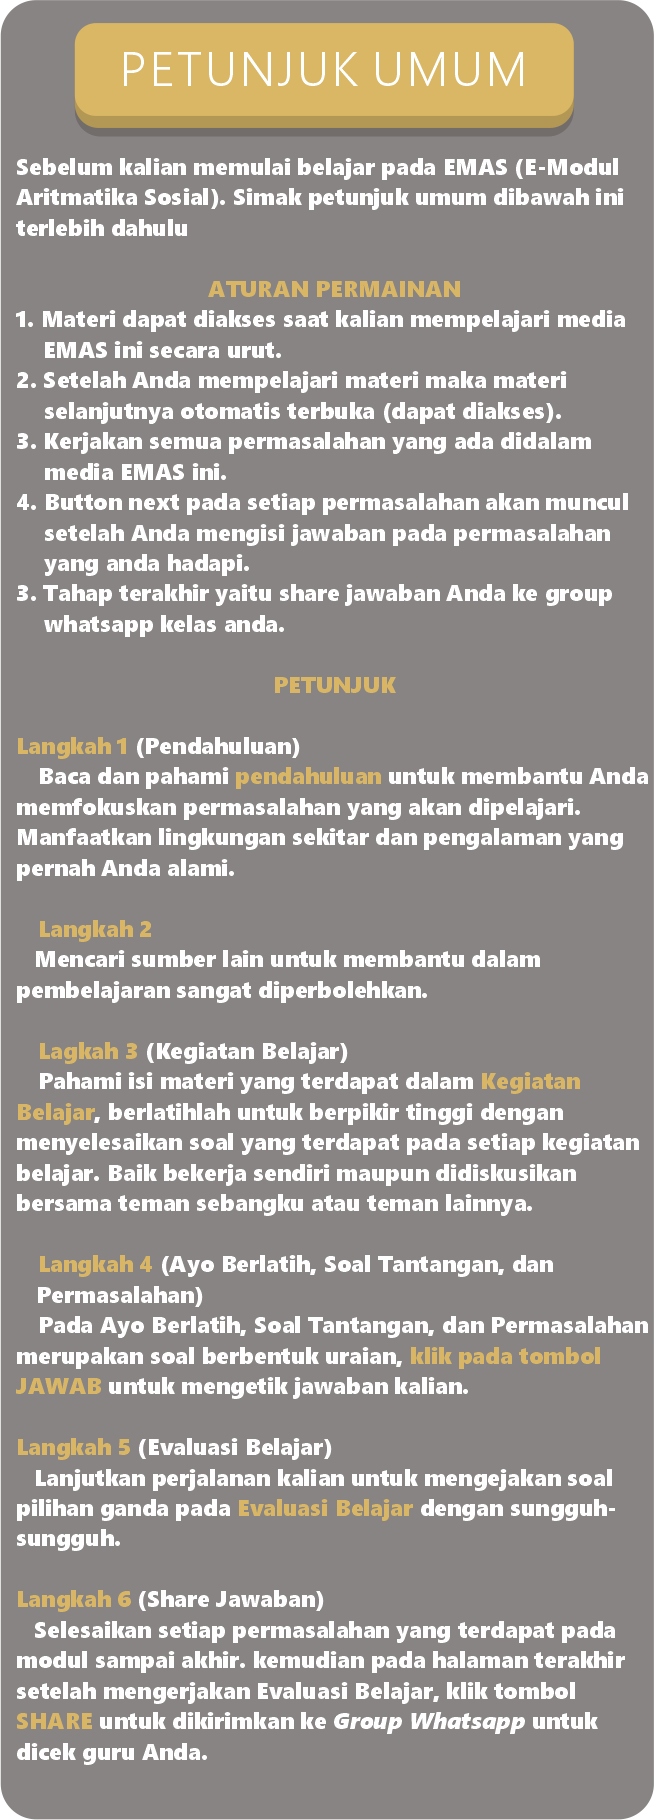 PETUNJUK UMUM
Sebelum kalian memulai belajar pada EMAS (E-Modul
Aritmatika Sosial). Simak petunjuk umum dibawah ini
terlebih dahulu
ATURAN PERMAINAN
1. Materi dapat diakses saat kalian mempelajari media
EMAS ini secara urut.
2. Setelah Anda mempelajari materi maka materi
selanjutnya otomatis terbuka (dapat diakses).
3. Kerjakan semua permasalahan yang ada didalam
media EMAS ini.
4. Button next pada setiap permasalahan akan muncul
setelah Anda mengisi jawaban pada permasalahan
yang anda hadapi.
3. Tahap terakhir yaitu share jawaban Anda ke group
whatsapp kelas anda.
PETUNJUK
Langkah 1 (Pendahuluan)
Baca dan pahami pendahuluan untuk membantu Anda
memfokuskan permasalahan yang akan dipelajari.
Manfaatkan lingkungan sekitar dan pengalaman yang
pernah Anda alami.
Langkah 2
Mencari sumber lain untuk membantu dalam
pembelajaran sangat diperbolehkan.
Lagkah 3 (Kegiatan Belajar)
Pahami isi materi yang terdapat dalam Kegiatan
Belajar, berlatihlah untuk berpikir tinggi dengan
menyelesaikan soal yang terdapat pada setiap kegiatan
belajar. Baik bekerja sendiri maupun didiskusikan
bersama teman sebangku atau teman lainnya.
Langkah 4 (Ayo Berlatih, Soal Tantangan, dan
Permasalahan)
Pada Ayo Berlatih, Soal Tantangan, dan Permasalahan
merupakan soal berbentuk uraian, klik pada tombol
JAWAB untuk mengetik jawaban kalian.
Langkah 5 (Evaluasi Belajar)
Lanjutkan perjalanan kalian untuk mengejakan soal
pilihan ganda pada Evaluasi Belajar dengan sungguh-
sungguh.
Langkah 6 (Share Jawaban)
Selesaikan setiap permasalahan yang terdapat pada
modul sampai akhir. kemudian pada halaman terakhir
setelah mengerjakan Evaluasi Belajar, klik tombol
SHARE untuk dikirimkan ke Group Whatsapp untuk
dicek guru Anda.